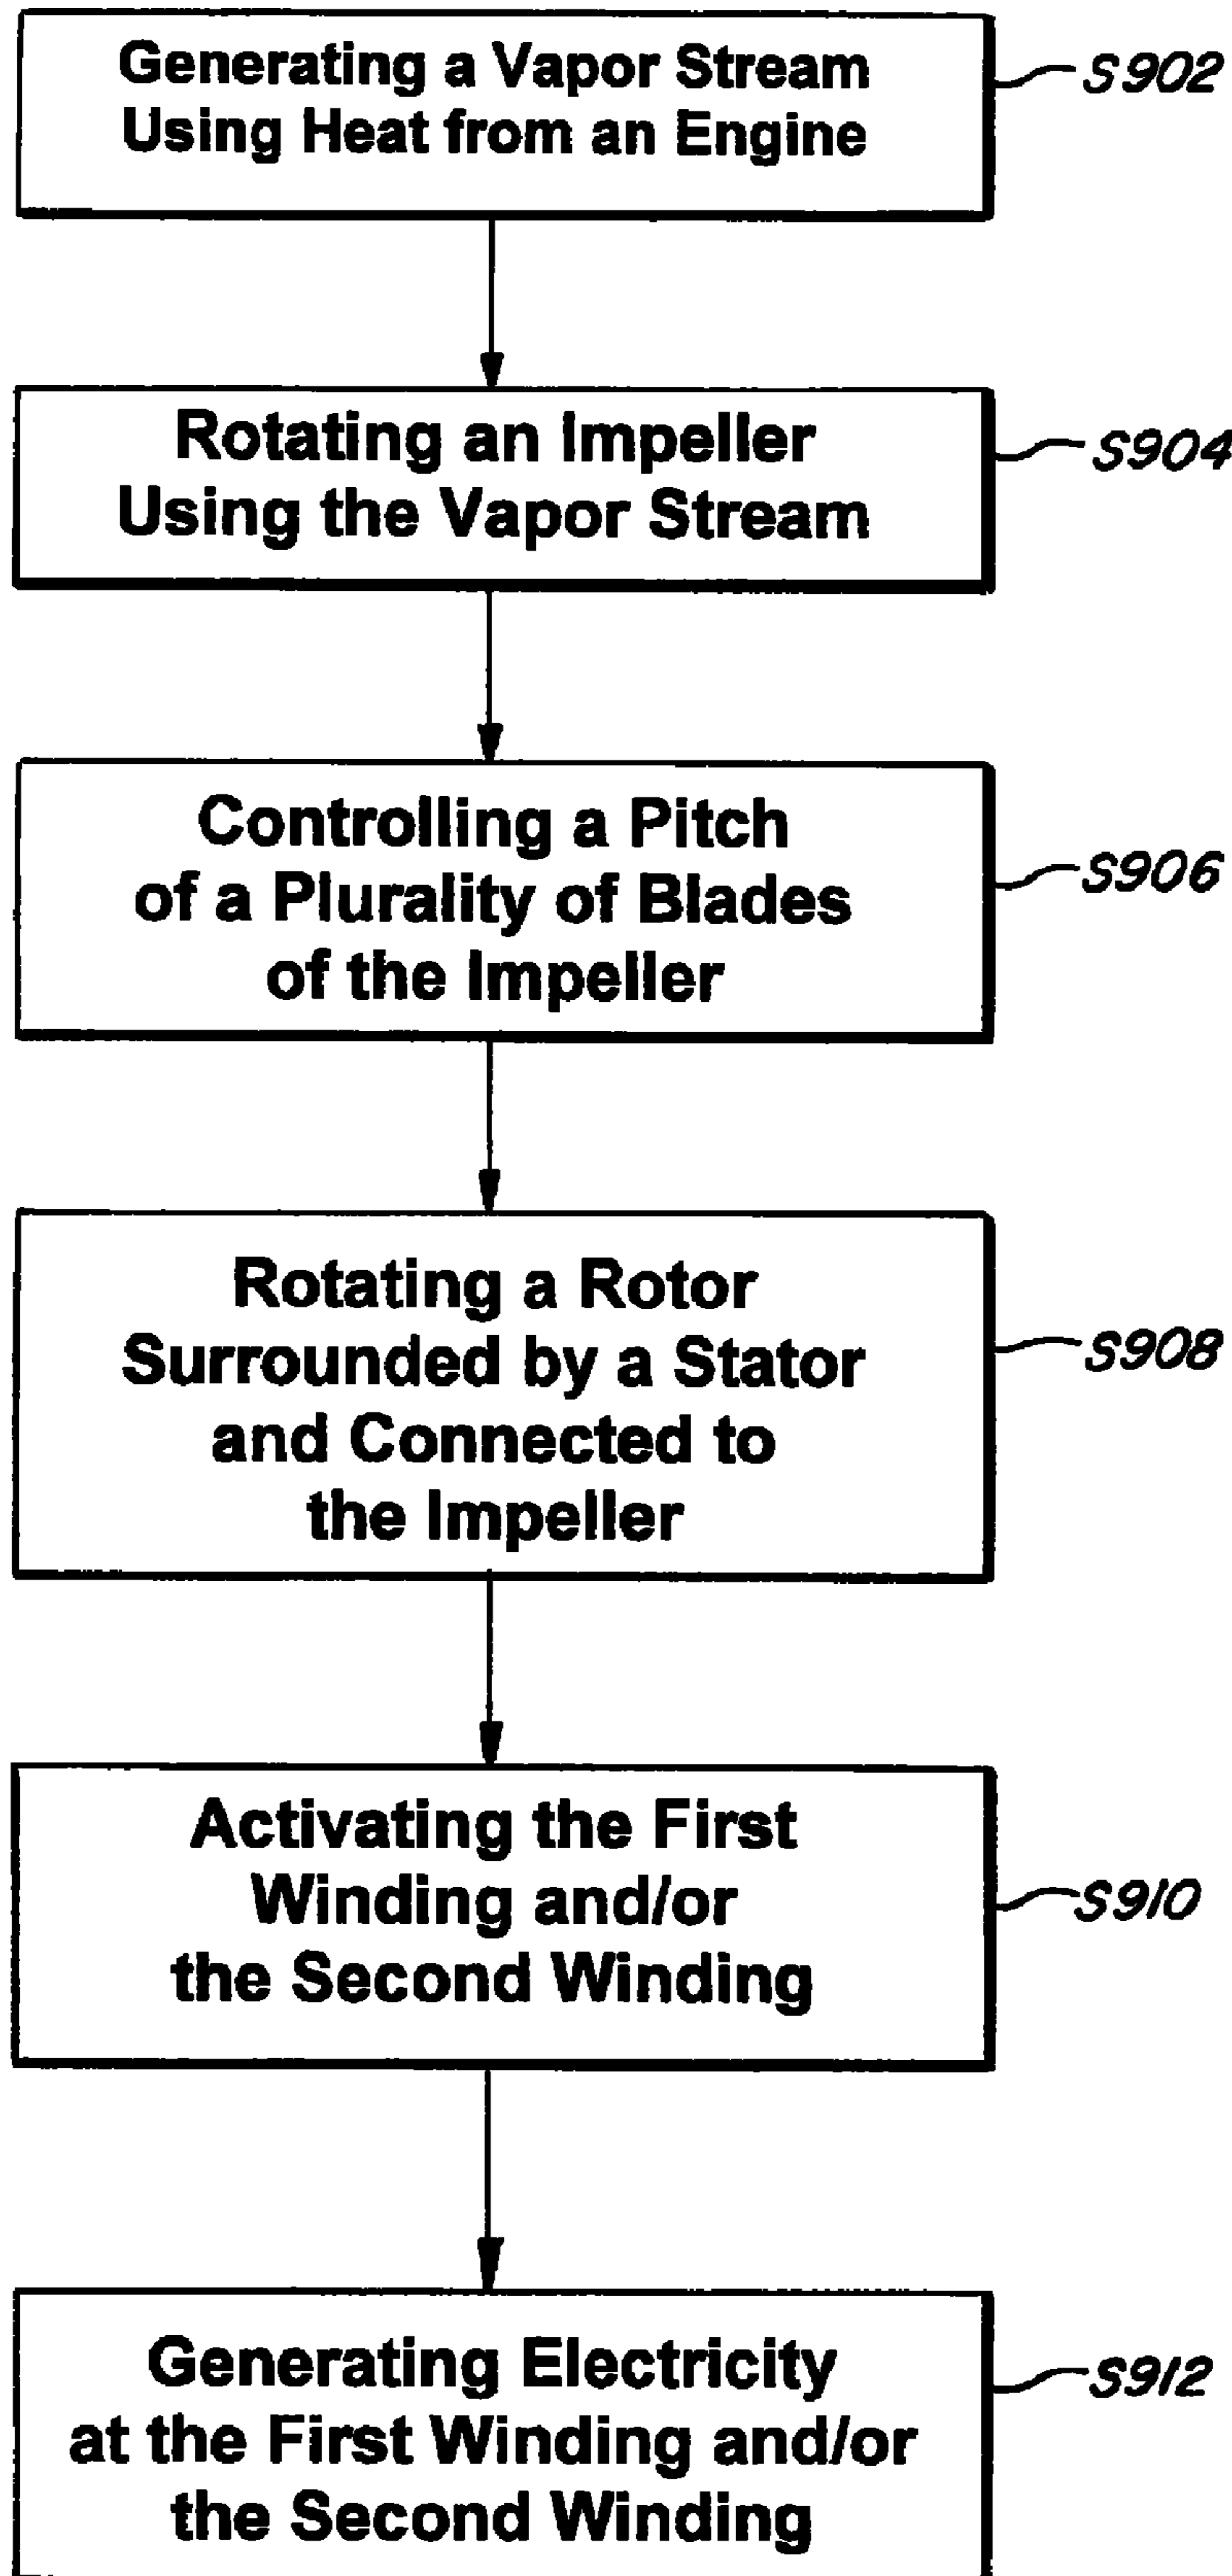 Generating a Vapor Stream
Using Heat from an Engine
S902
Rotating an Impeller
Using the Vapor Stream
S904
Controlling a Pitch
of a Plurality of Blades
of the Impeller
S906
Rotating a Rotor
Surrounded by a Stator
and Connected to
the Impeller
S908
Activating the First
Winding and/or
the Second Winding
S910
Generating Electricity
at the First Winding and/or
the Second Winding
S912